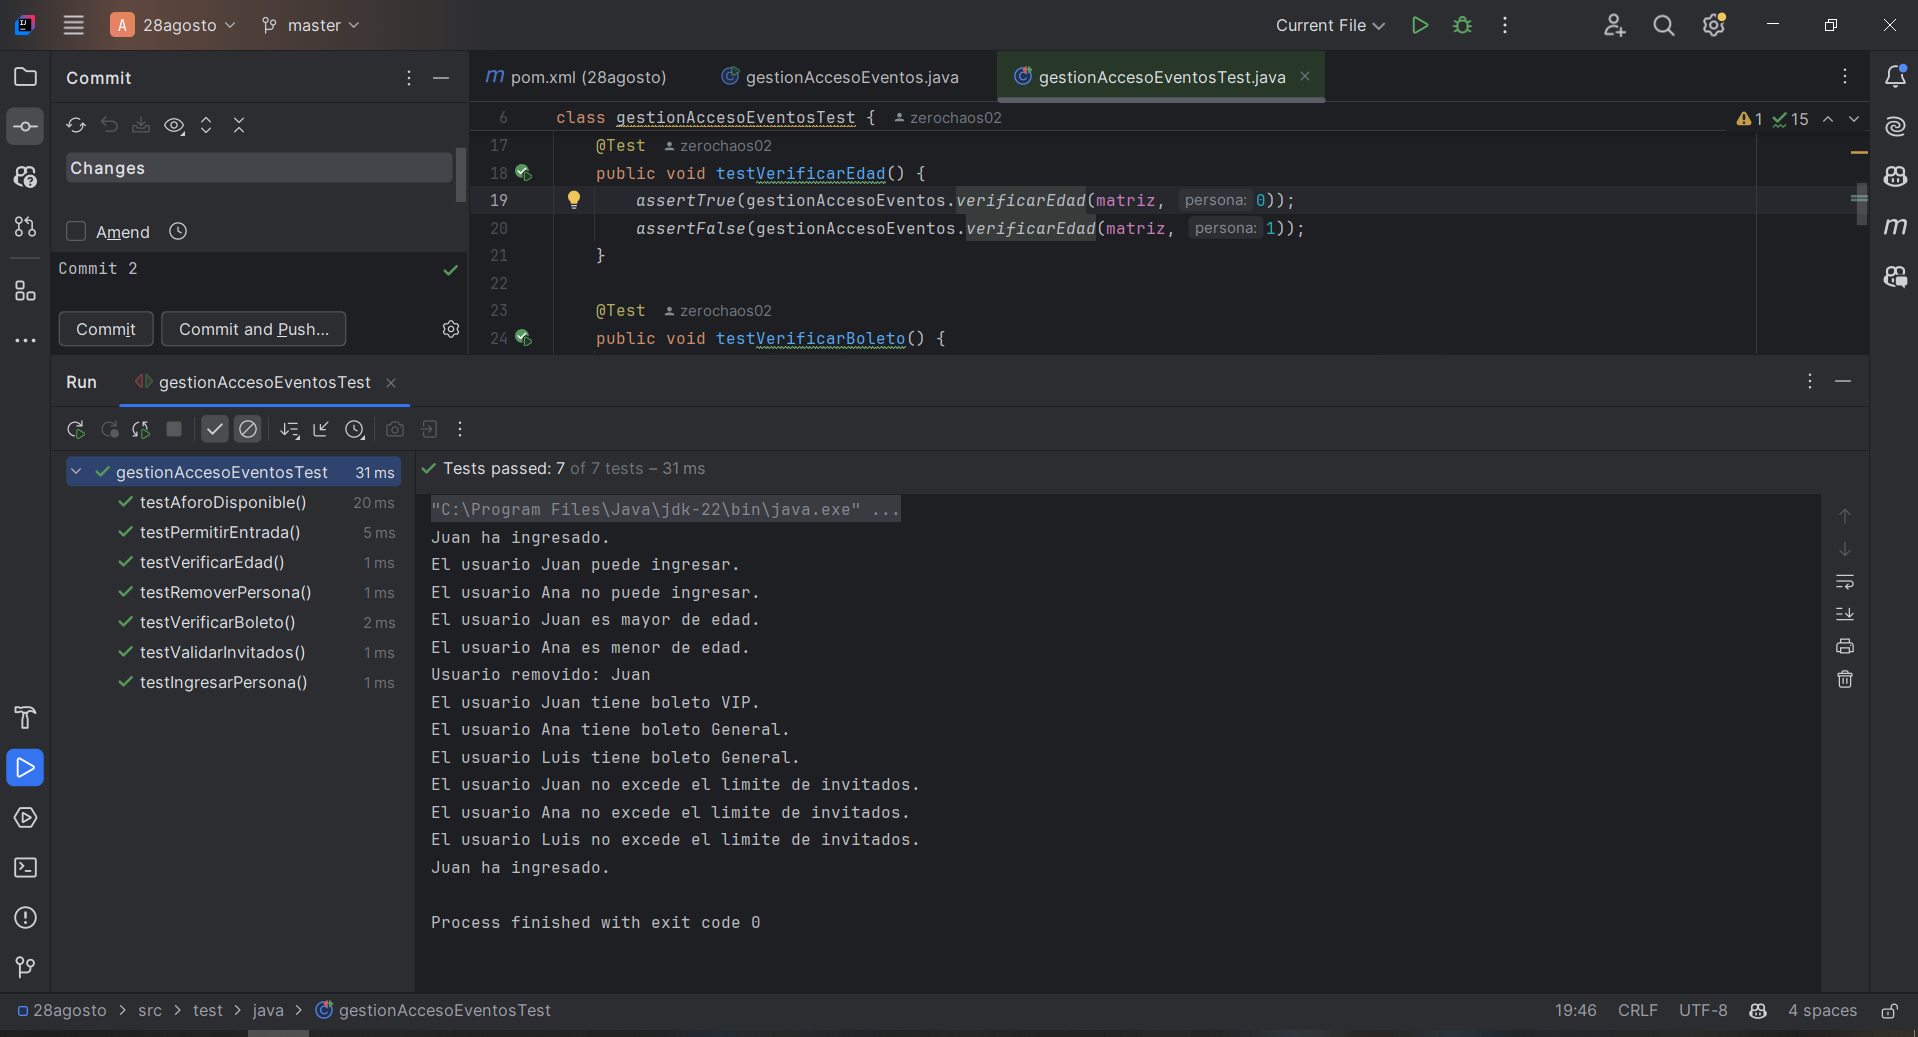 A 28agosto master Current File
Commit
Changes
Amend
Commit 2
Commit Commit and Push...
m pom.xml (28agosto) gestionAccesoEventos.java gestionAccesoEventosTest.java
6 class gestionAccesoEventosTest { zerochaos02
1 15
17 @Test zerochaos02
18 public void testVerificarEdad() {
19 assertTrue(gestionAccesoEventos.verificarEdad(matriz, persona: 0));
20 assertFalse(gestionAccesoEventos.verificarEdad(matriz, persona: 1));
21 }
22
23 @Test zerochaos02
24 public void testVerificarBoleto() {
Run gestionAccesoEventosTest
gestionAccesoEventosTest 31 ms
testAforoDisponible() 20 ms
testPermitirEntrada() 5 ms
testVerificarEdad() 1 ms
testRemoverPersona() 1 ms
testVerificarBoleto() 2 ms
testValidarInvitados() 1 ms
testIngresarPersona() 1 ms
Tests passed: 7 of 7 tests – 31 ms
"C:\Program Files\Java\jdk-22\bin\java.exe" ...
Juan ha ingresado.
El usuario Juan puede ingresar.
El usuario Ana no puede ingresar.
El usuario Juan es mayor de edad.
El usuario Ana es menor de edad.
Usuario removido: Juan
El usuario Juan tiene boleto VIP.
El usuario Ana tiene boleto General.
El usuario Luis tiene boleto General.
El usuario Juan no excede el limite de invitados.
El usuario Ana no excede el limite de invitados.
El usuario Luis no excede el limite de invitados.
Juan ha ingresado.
Process finished with exit code 0
28agosto > src > test > java > gestionAccesoEventosTest
19:46 CRLF UTF-8 4 spaces